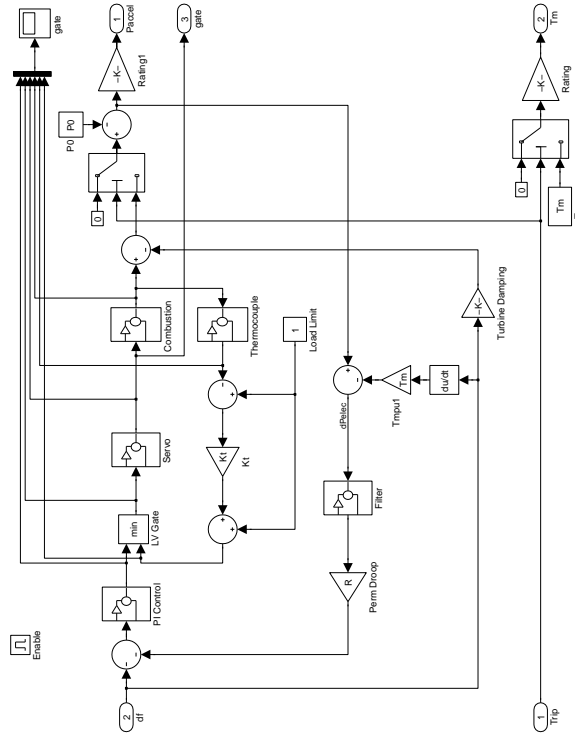 gate
1
Paccel
3
gate
2
Tm
-K-
Rating1
-K-
Rating
P0
P0
0
0
Tm
Combustion
Thermocouple
1
Load Limit
-K-
Turbine Damping
Servo
Kt
Kt
dPelec
Tm
Tmpu1
du/dt
min
LV Gate
Filter
PI Control
R
Perm Droop
Enable
2
df
1
Trip